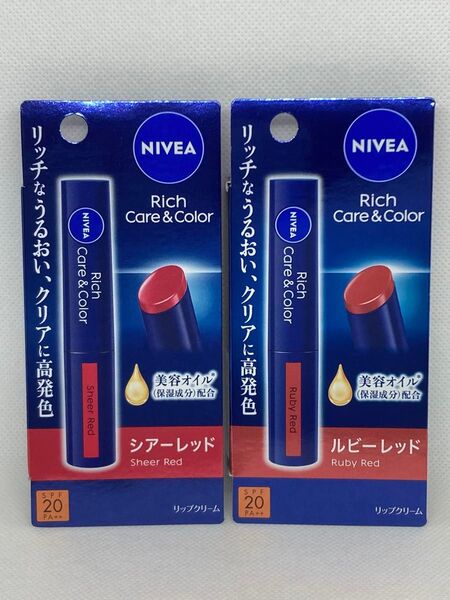 リッチなうるおい、クリアに高発色
NIVEA
Rich
Care & Color
NIVEA
Rich
Care & Color
Sheer Red
美容オイル*
(保湿成分)配合
シアーレッド
Sheer Red
SPF
20
PA++
リップクリーム
リッチなうるおい、クリアに高発色
NIVEA
Rich
Care & Color
NIVEA
Rich
Care & Color
Ruby Red
美容オイル*
(保湿成分)配合
ルビーレッド
Ruby Red
SPF
20
PA++
リップクリーム